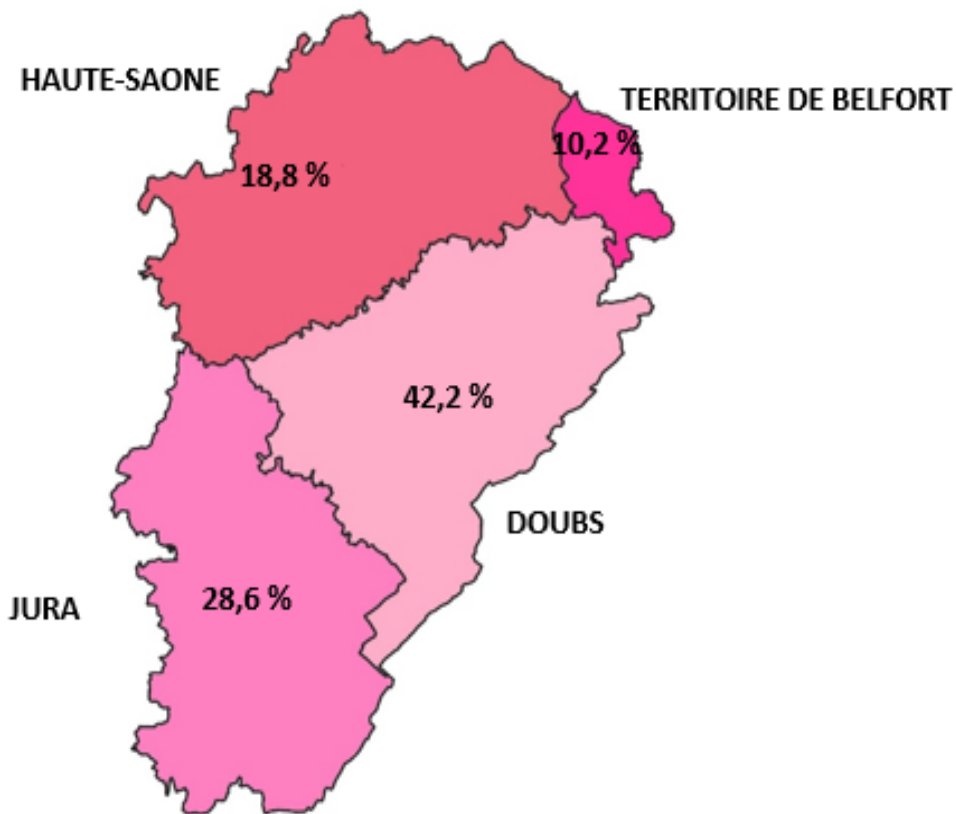 HAUTE-SAONE
TERRITOIRE DE BELFORT
10,2 %
18,8 %
42,2 %
DOUBS
28,6 %
JURA